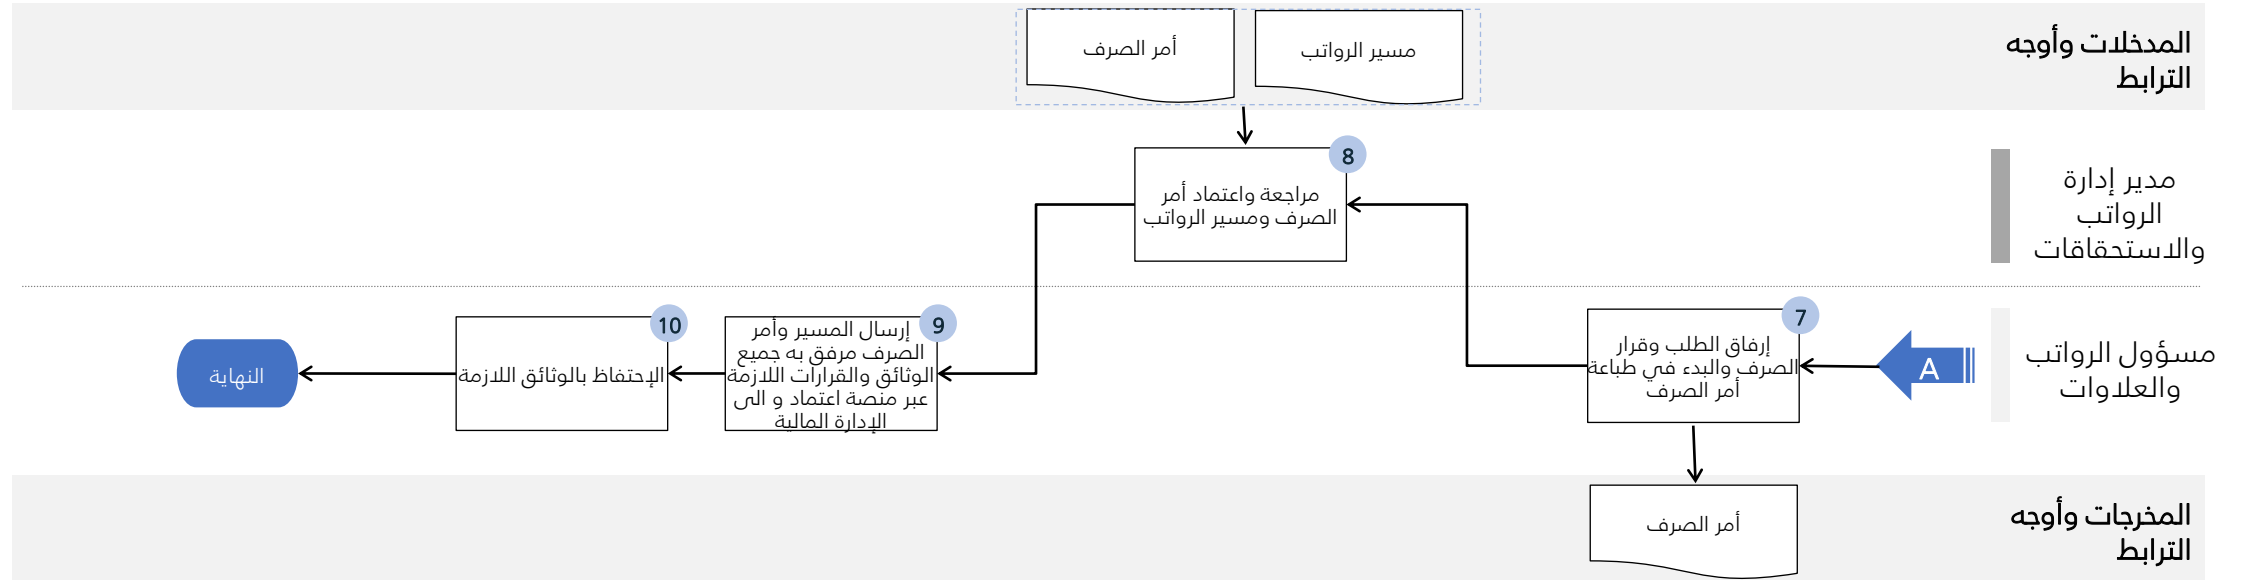 المدخلات وأوجه
الترابط
مسير الرواتب
أمر الصرف
مدير إدارة
الرواتب
والاستحقاقات
8
مراجعة واعتماد أمر
الصرف ومسير الرواتب
مسؤول الرواتب
والعلاوات
A
7
إرفاق الطلب وقرار
الصرف والبدء في طباعة
أمر الصرف
9
إرسال المسير وأمر
الصرف مرفق به جميع
الوثائق والقرارات اللازمة
عبر منصة اعتماد و الى
الإدارة المالية
10
الإحتفاظ بالوثائق اللازمة
النهاية
المخرجات وأوجه
الترابط
أمر الصرف